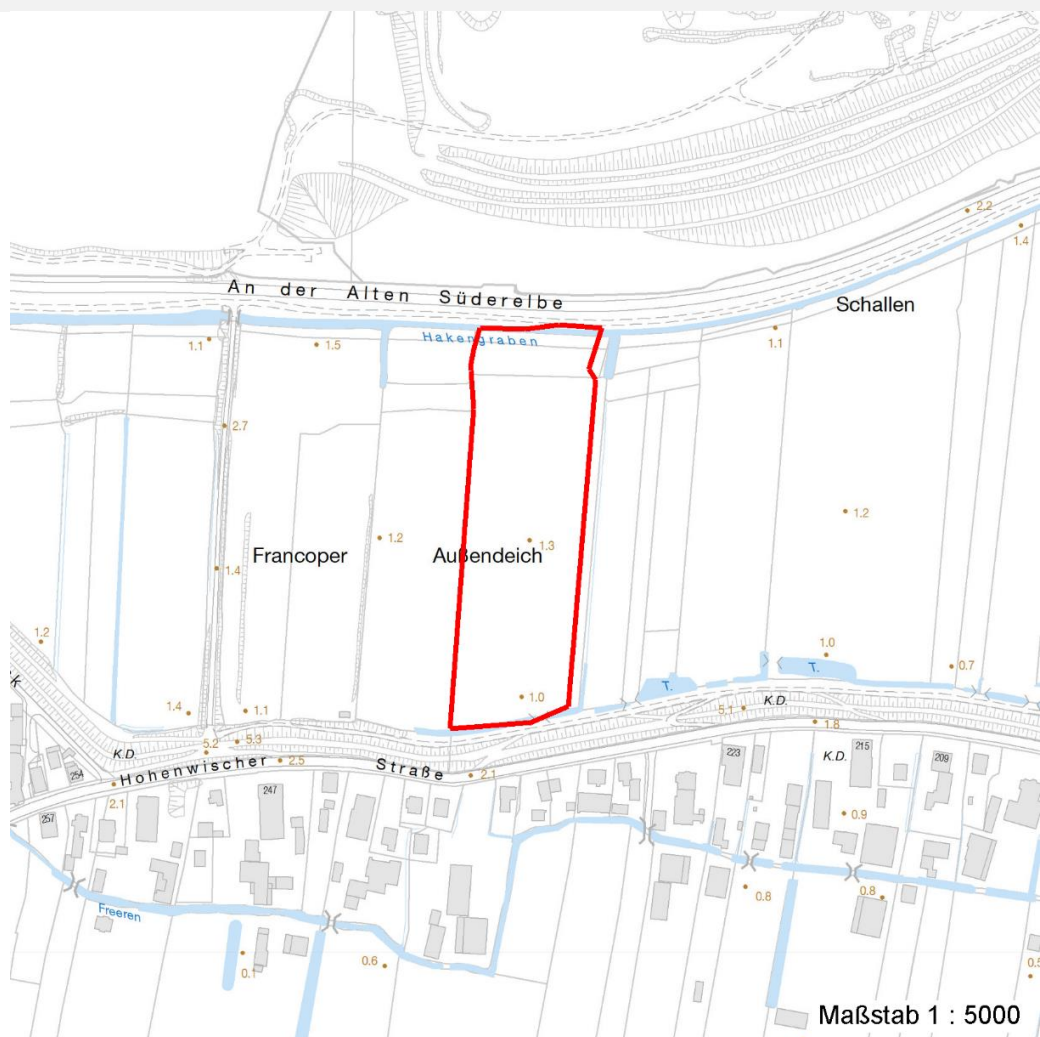 2.2
1.4
An der Alten Süderelbe
Schallen
Hakengraben
1.1
1.5
1.1
2.7
1.2
1.2
1.3
Francoper
Außendeich
1.4
1.2
1.0
0.7
T.
T.
1.0
1.4
1.1
5.1
K.D.
1.8
5.2
5.3
K.D.
Hohenwischer
Straße
2.5
2.1
2.1
254
257
247
223
K.D.
215
209
0.9
0.8
0.8
Freeren
0.1
0.6
0.5
Maßstab 1 : 5000